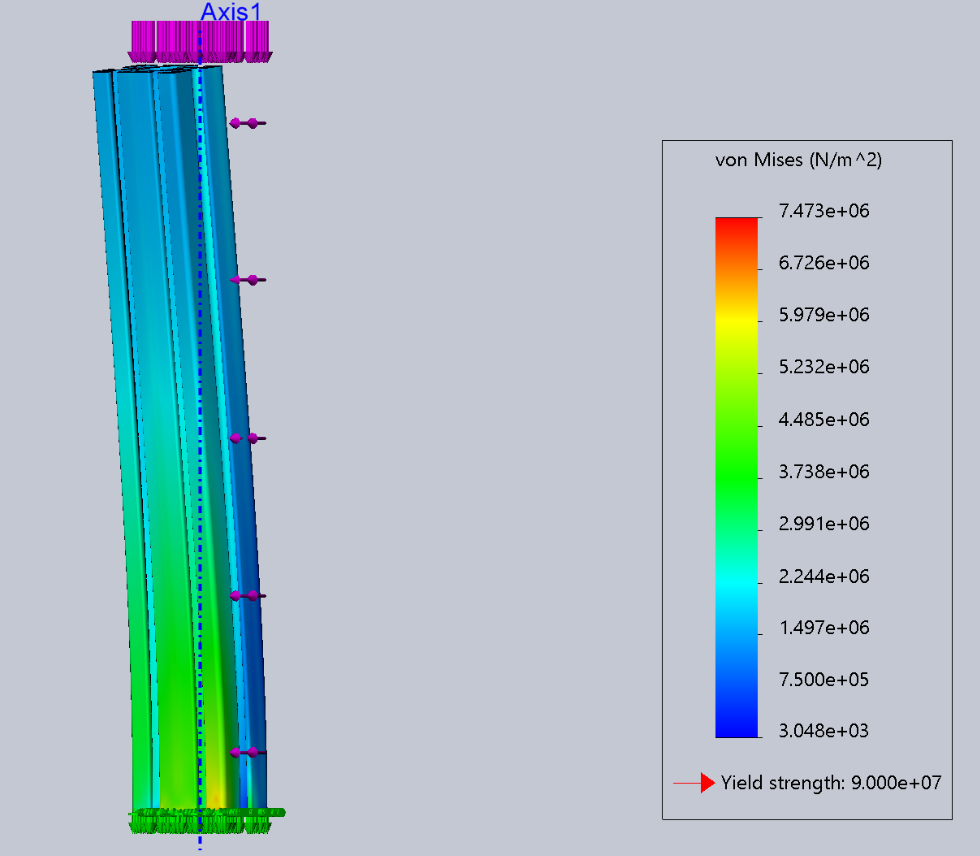 Axis1
von Mises (N/m^2)
7.473e+06
6.726e+06
5.979e+06
5.232e+06
4.485e+06
3.738e+06
2.991e+06
2.244e+06
1.497e+06
7.500e+05
3.048e+03
Yield strength: 9.000e+07